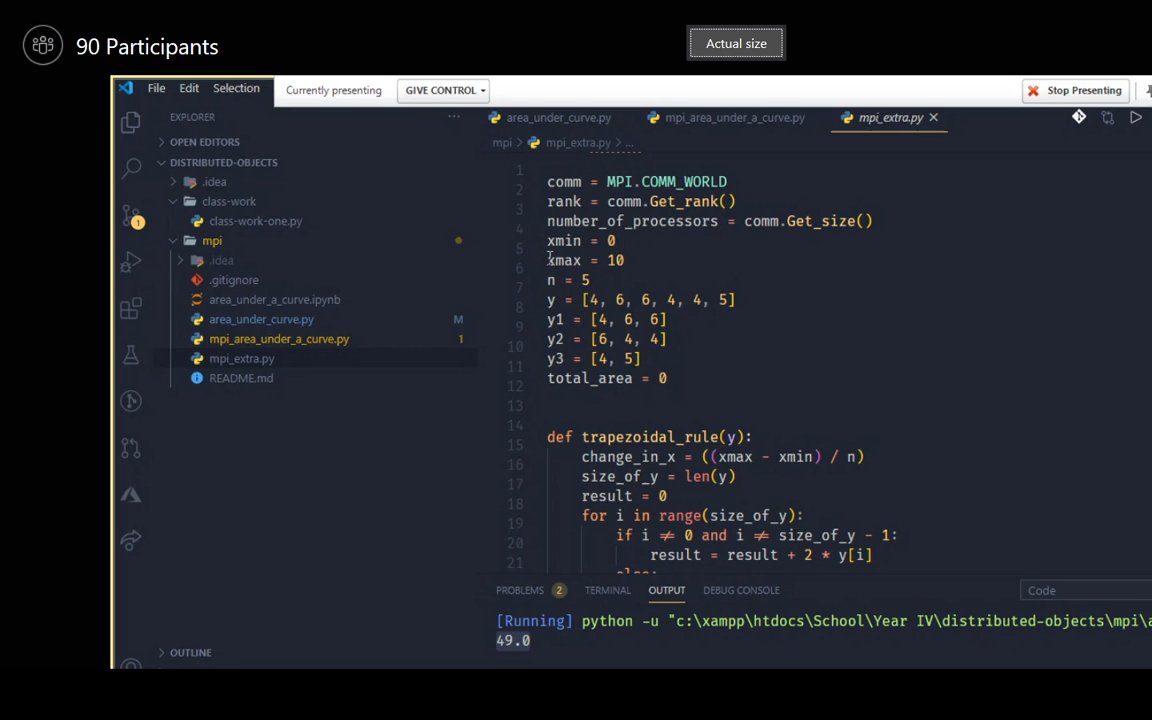 90 Participants
Actual size
File Edit Selection
Currently presenting
GIVE CONTROL
Stop Presenting
EXPLORER
OPEN EDITORS
DISTRIBUTED-OBJECTS
.idea
class-work
class-work-one.py
mpi
.idea
.gitignore
area_under_a_curve.ipynb
area_under_curve.py M
mpi_area_under_a_curve.py 1
mpi_extra.py
README.md
OUTLINE
1
area_under_curve.py mpi_area_under_a_curve.py mpi_extra.py
mpi > mpi_extra.py > ...
1
2 comm = MPI.COMM_WORLD
3 rank = comm.Get_rank()
4 number_of_processors = comm.Get_size()
5 xmin = 0
6 xmax = 10
7 n = 5
8 y = [4, 6, 6, 4, 4, 5]
9 y1 = [4, 6, 6]
10 y2 = [6, 4, 4]
11 y3 = [4, 5]
12 total_area = 0
13
14
15 def trapezoidal_rule(y):
16 change_in_x = ((xmax - xmin) / n)
17 size_of_y = len(y)
18 result = 0
19 for i in range(size_of_y):
20 if i ≠ 0 and i ≠ size_of_y - 1:
21 result = result + 2 * y[i]
else:
PROBLEMS 2 TERMINAL OUTPUT DEBUG CONSOLE
Code
[Running] python -u "c:\xampp\htdocs\School\Year IV\distributed-objects\mpi\a
49.0